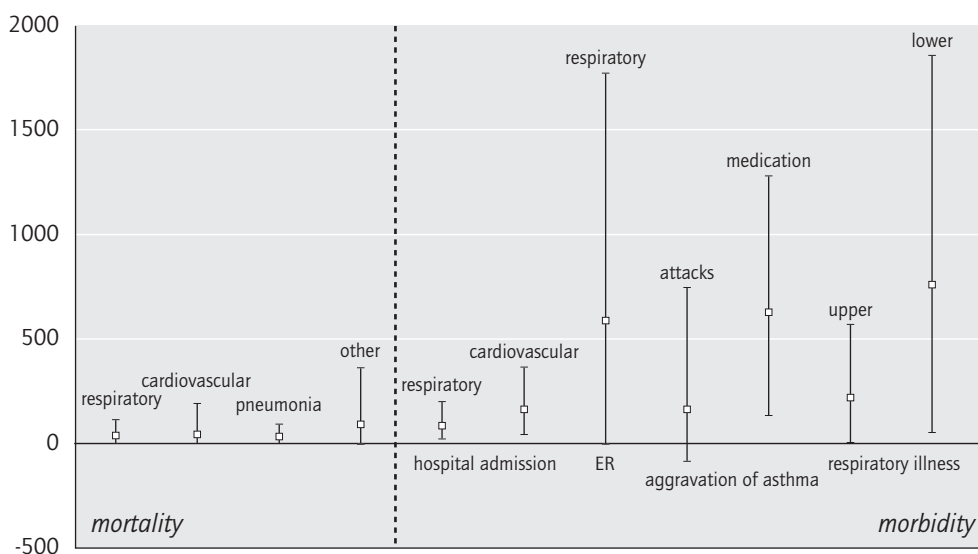 2000
1500
1000
500
0
-500
respiratory
cardiovascular
pneumonia
other
respiratory
cardiovascular
respiratory
attacks
medication
upper
lower
hospital admission
ER
aggravation of asthma
respiratory illness
mortality
morbidity